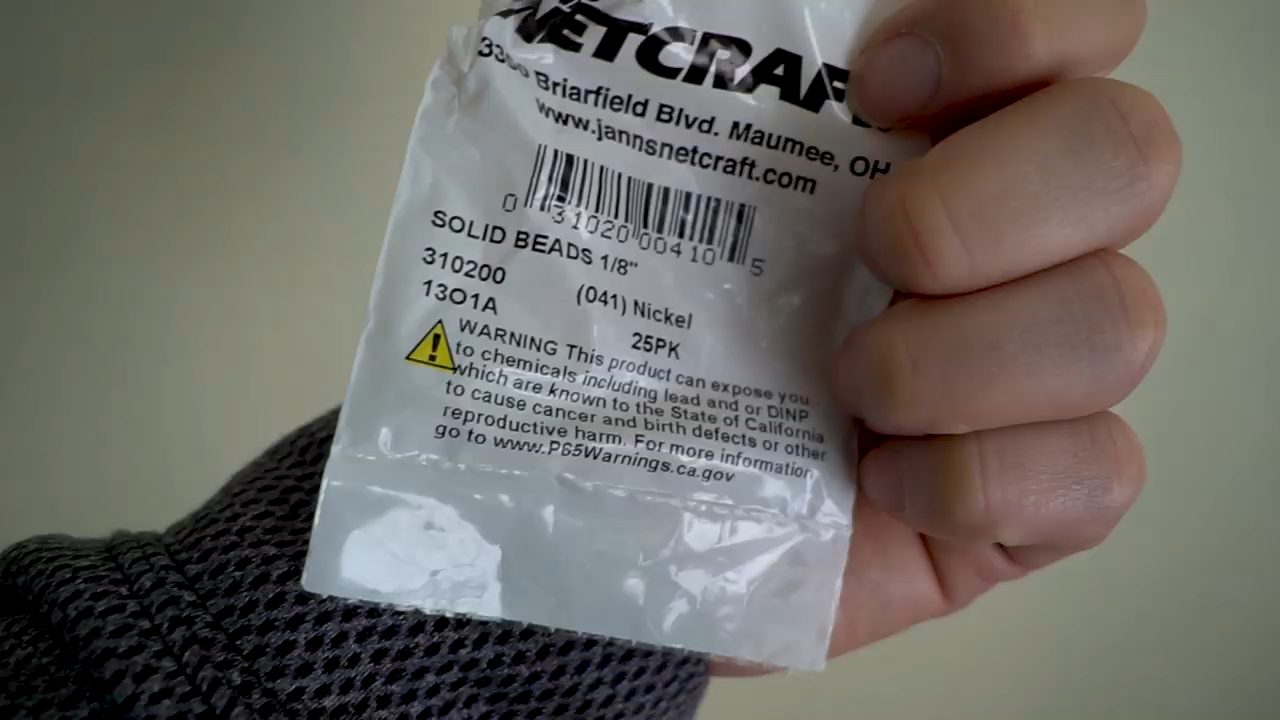 NETCRAFT
Briarfield Blvd. Maumee, OH
www.jannsnetcraft.com
0 31020 00410 5
SOLID BEADS 1/8"
310200 (041) Nickel
13O1A 25PK
WARNING This product can expose you
to chemicals including lead and or DINP
which are known to the State of California
to cause cancer and birth defects or other
reproductive harm. For more information
go to www.P65Warnings.ca.gov